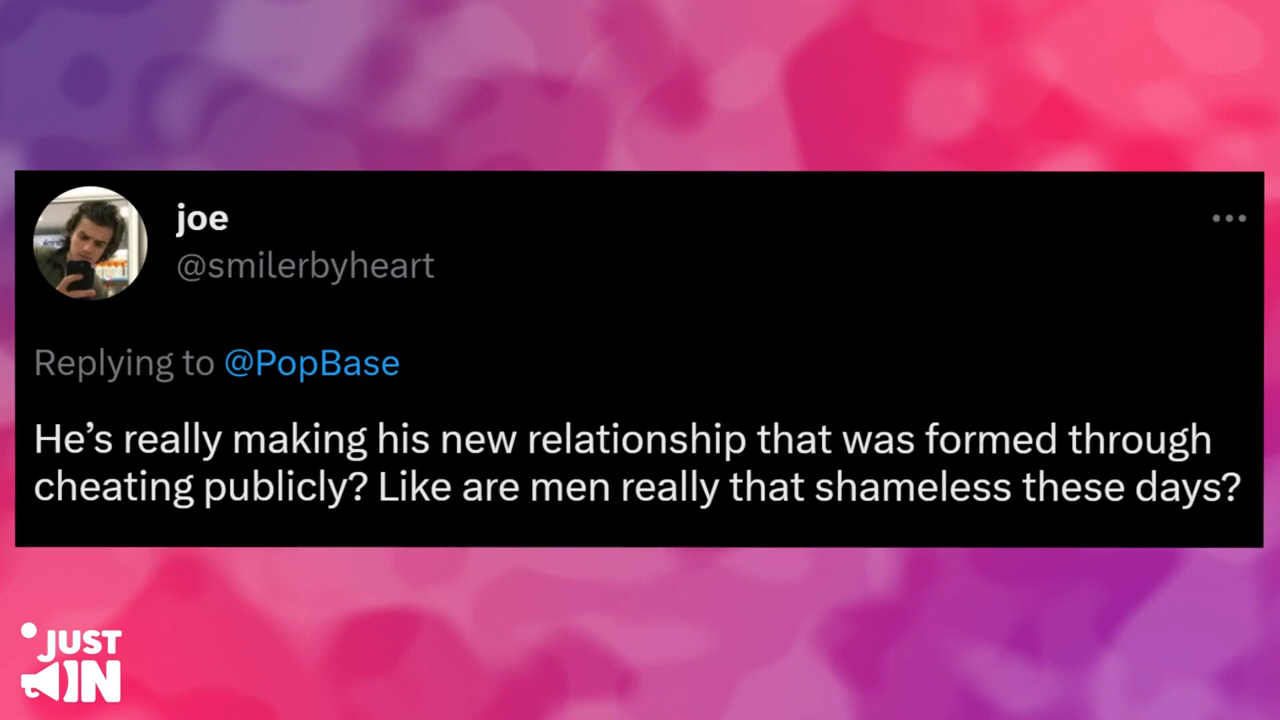 joe
@smilerbyheart
Replying to @PopBase
He’s really making his new relationship that was formed through
cheating publicly? Like are men really that shameless these days?
JUST
IN